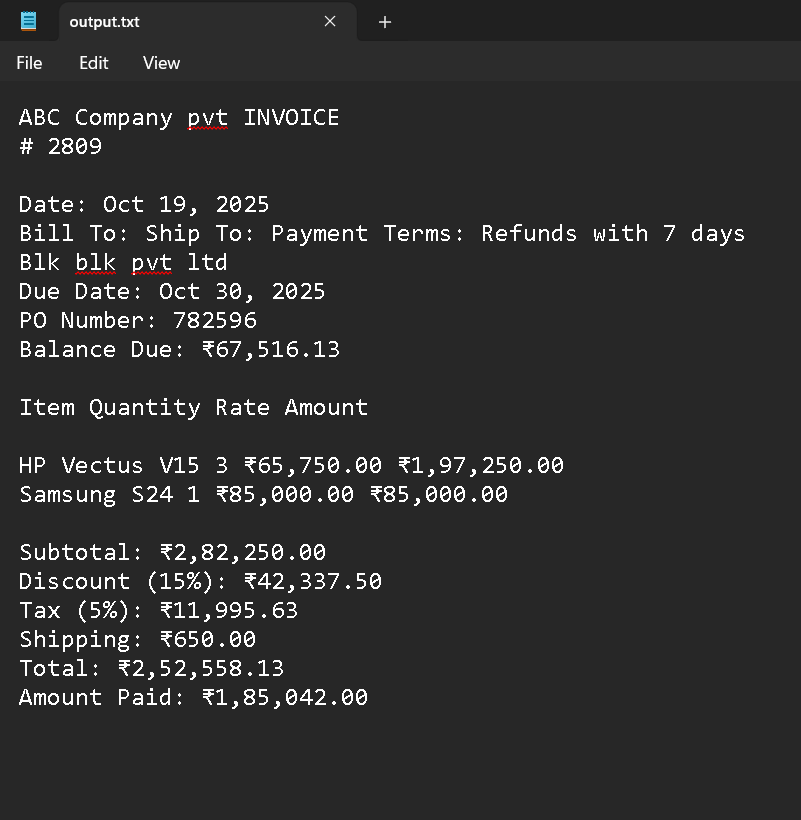 output.txt
File Edit View
ABC Company pvt INVOICE
# 2809
Date: Oct 19, 2025
Bill To: Ship To: Payment Terms: Refunds with 7 days
Blk blk pvt ltd
Due Date: Oct 30, 2025
PO Number: 782596
Balance Due: ₹67,516.13
Item Quantity Rate Amount
HP Vectus V15 3 ₹65,750.00 ₹1,97,250.00
Samsung S24 1 ₹85,000.00 ₹85,000.00
Subtotal: ₹2,82,250.00
Discount (15%): ₹42,337.50
Tax (5%): ₹11,995.63
Shipping: ₹650.00
Total: ₹2,52,558.13
Amount Paid: ₹1,85,042.00